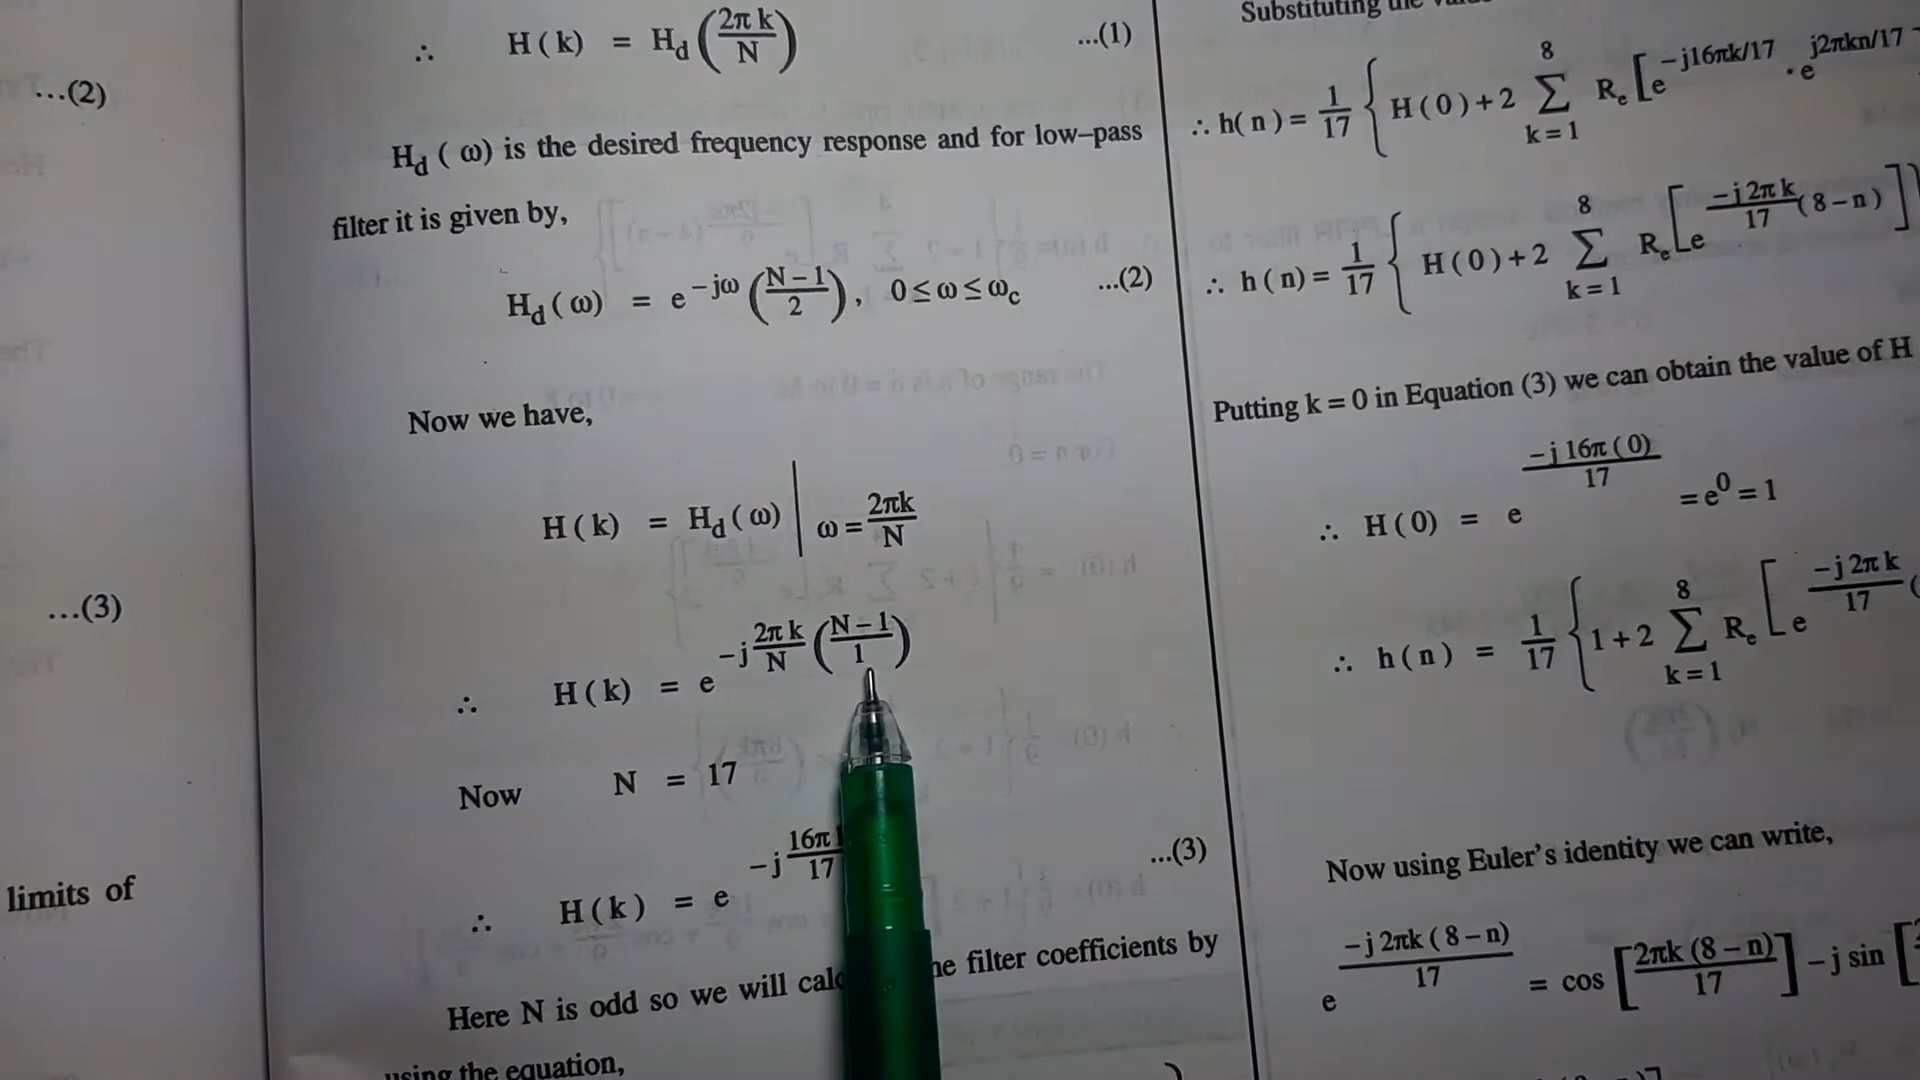 ...(2)
...(3)
limits of
∴ H(k) = H_d (2πk/N) ...(1)
H_d (ω) is the desired frequency response and for low–pass
filter it is given by,
H_d(ω) = e^{–jω} ((N–1)/2), 0≤ω≤ω_c ...(2)
Now we have,
H(k) = H_d(ω) | ω = 2πk/N
∴ H(k) = e^{–j (2πk/N) ((N–1)/1)}
Now N = 17
∴ H(k) = e^{–j 16π/17} ...(3)
Here N is odd so we will filter coefficients by
using the equation,
Substituting the
∴ h(n) = 1/17 { H(0)+2 Σ_{k=1}^{8} R_e [e^{–j16πk/17} · e^{j2πkn/17}
∴ h(n) = 1/17 { H(0)+2 Σ_{k=1}^{8} R_e [e^{(–j2πk/17)(8–n)}]
Putting k = 0 in Equation (3) we can obtain the value of H
∴ H(0) = e^{–j16π(0)/17} = e^0 = 1
∴ h(n) = 1/17 { 1+2 Σ_{k=1}^{8} R_e [e^{–j2πk/17 (
Now using Euler's identity we can write,
e^{–j2πk(8–n)/17} = cos [2πk(8–n)/17] – j sin [